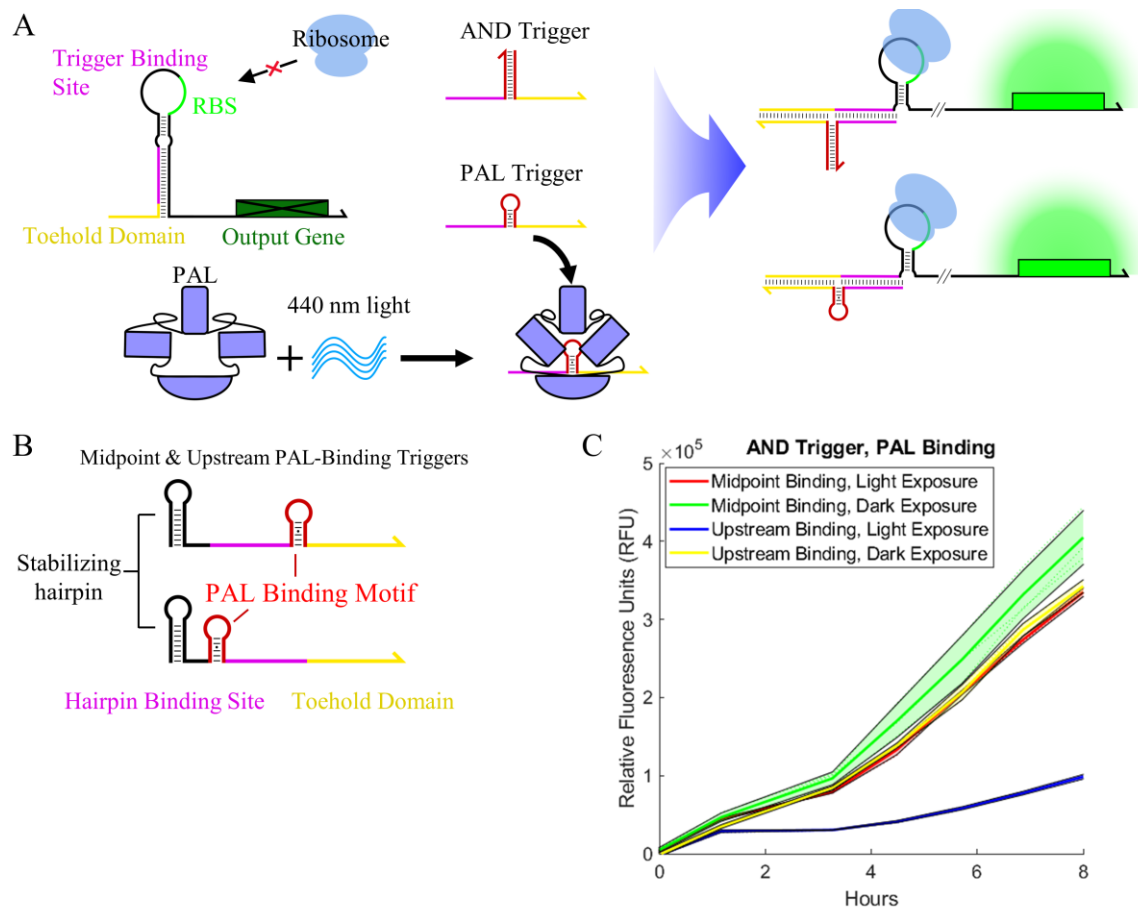 A
Trigger Binding
Site
Ribosome
RBS
Toehold Domain
Output Gene
AND Trigger
PAL Trigger
PAL
440 nm light
B
Midpoint & Upstream PAL-Binding Triggers
Stabilizing
hairpin
PAL Binding Motif
Hairpin Binding Site
Toehold Domain
C
×10⁵
AND Trigger, PAL Binding
Midpoint Binding, Light Exposure
Midpoint Binding, Dark Exposure
Upstream Binding, Light Exposure
Upstream Binding, Dark Exposure
Relative Fluoresence Units (RFU)
5
4
3
2
1
0
0 2 4 6 8
Hours